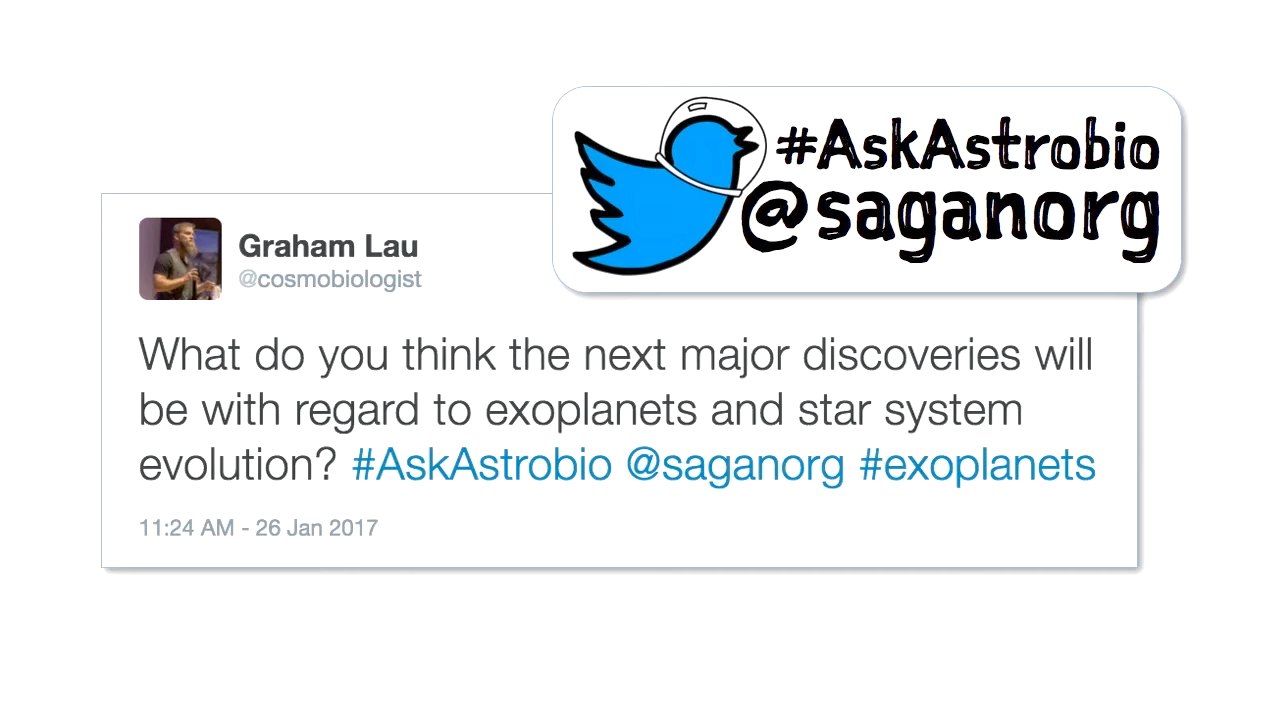 #AskAstrobio
@saganorg
Graham Lau
@cosmobiologist
What do you think the next major discoveries will
be with regard to exoplanets and star system
evolution? #AskAstrobio @saganorg #exoplanets
11:24 AM - 26 Jan 2017